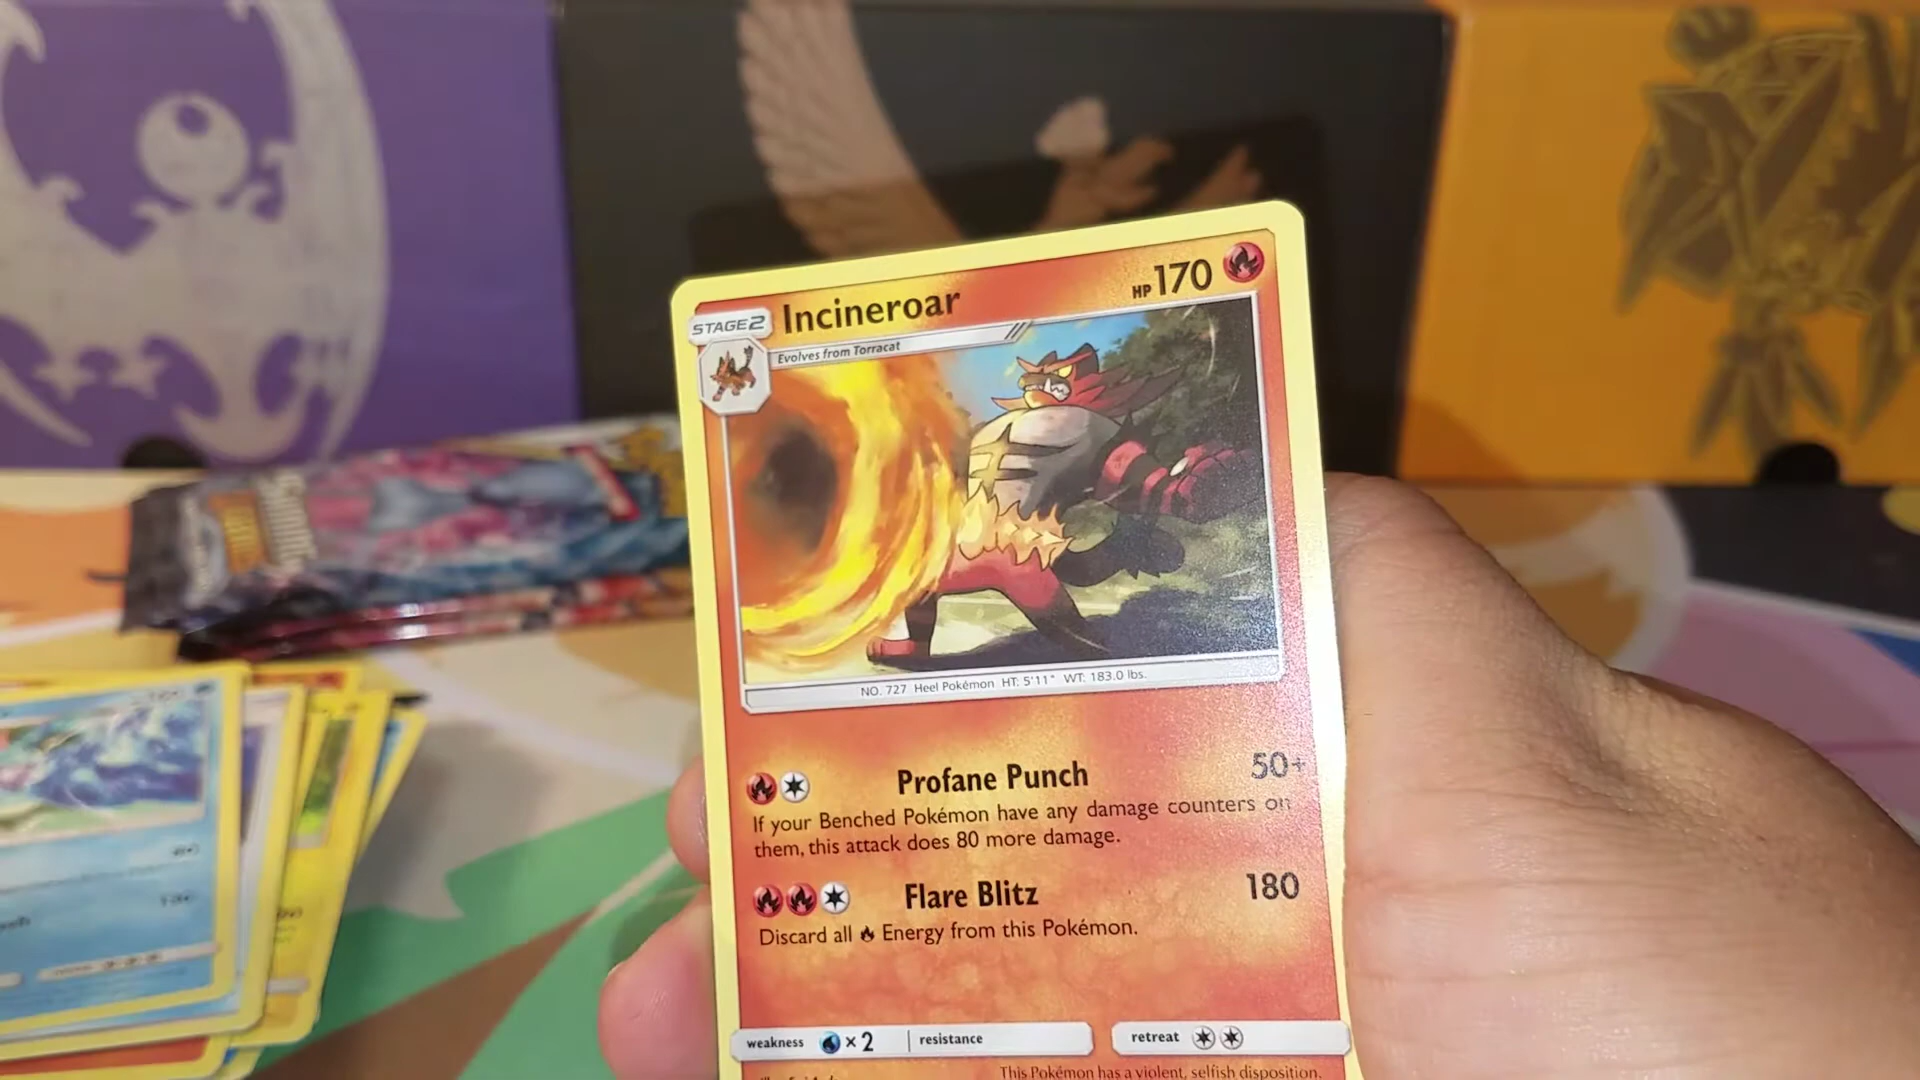 STAGE2 Incineroar HP 170
Evolves from Torracat
NO. 727 Heel Pokémon HT: 5'11" WT: 183.0 lbs.
Profane Punch 50+
If your Benched Pokémon have any damage counters on
them, this attack does 80 more damage.
Flare Blitz 180
Discard all Energy from this Pokémon.
weakness ×2 resistance retreat
This Pokémon has a violent, selfish disposition.